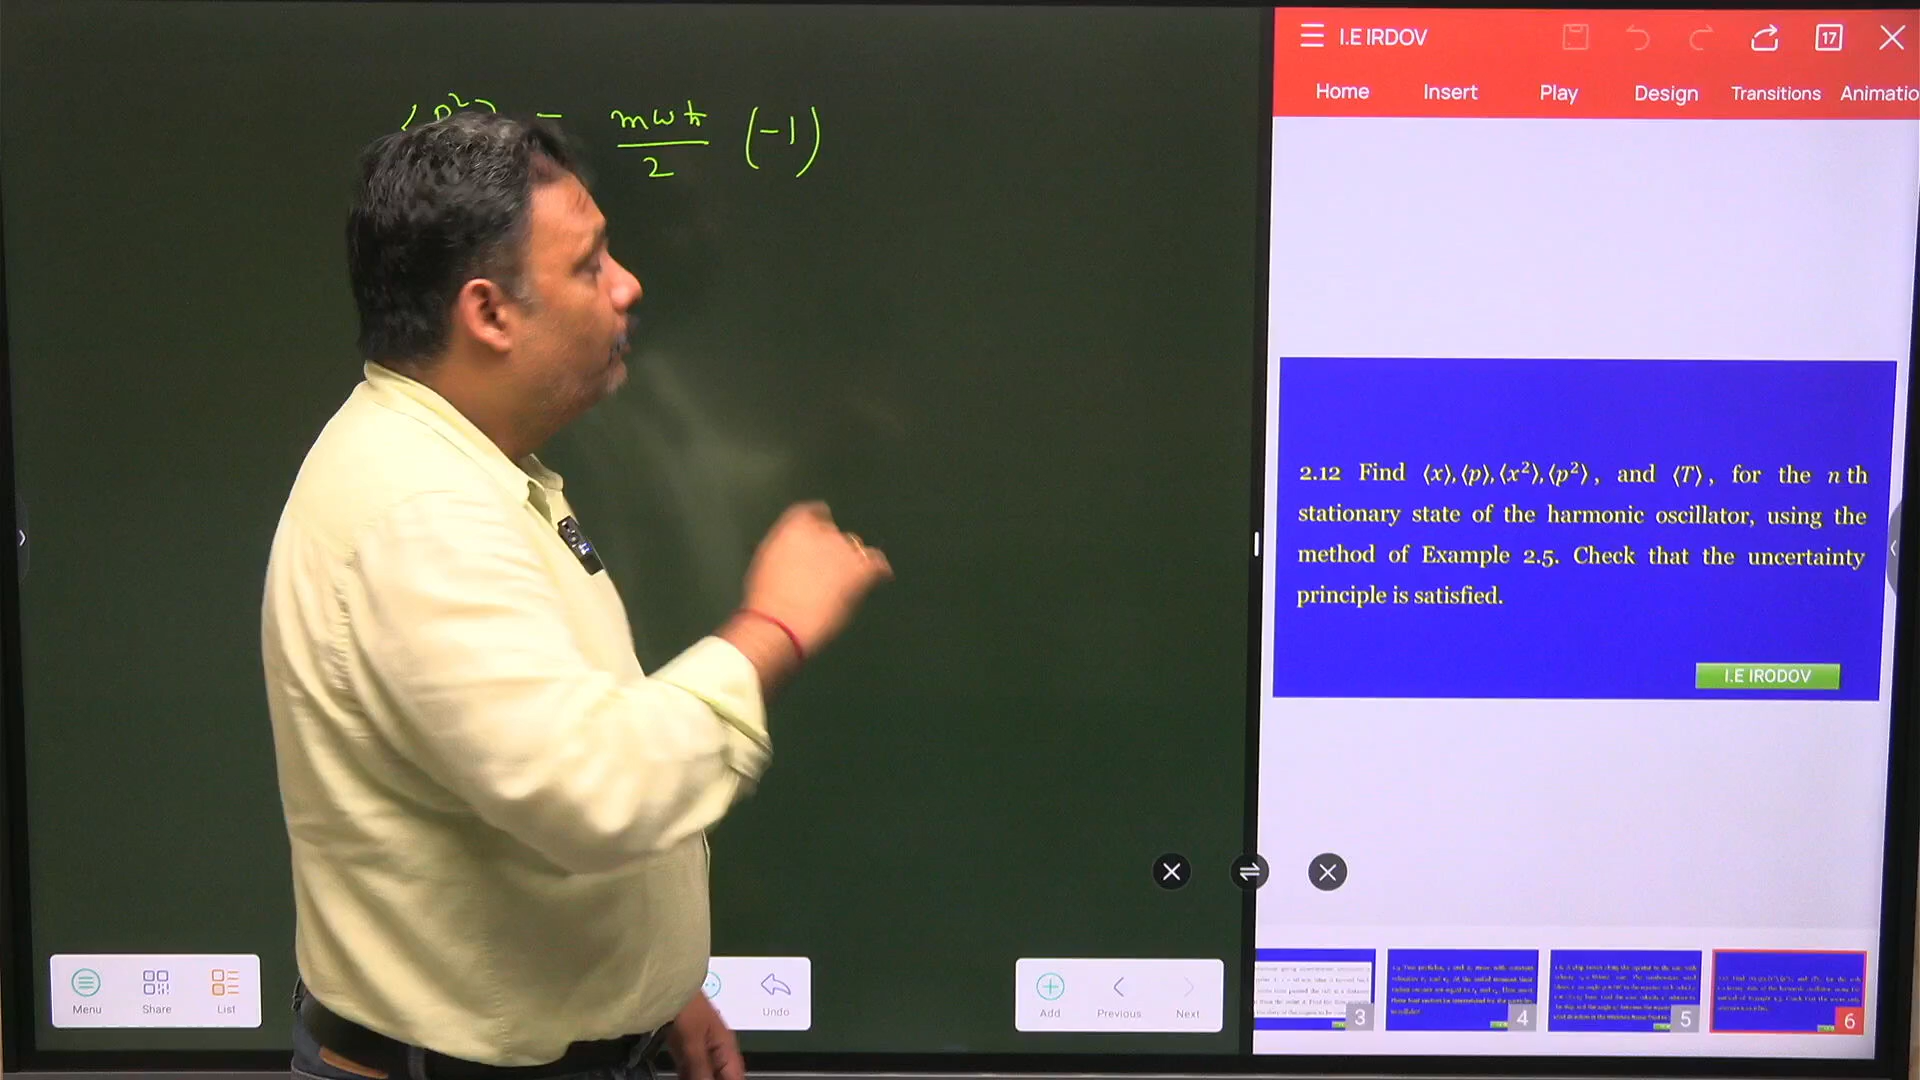 ⟨p²⟩ = mωħ/2 (-1)
I.E IRDOV
17
Home Insert Play Design Transitions Animatio
2.12 Find ⟨x⟩, ⟨p⟩, ⟨x²⟩, ⟨p²⟩, and ⟨T⟩, for the n th
stationary state of the harmonic oscillator, using the
method of Example 2.5. Check that the uncertainty
principle is satisfied.
I.E IRODOV
Menu Share List
Undo
Add Previous Next
3 4 5 6